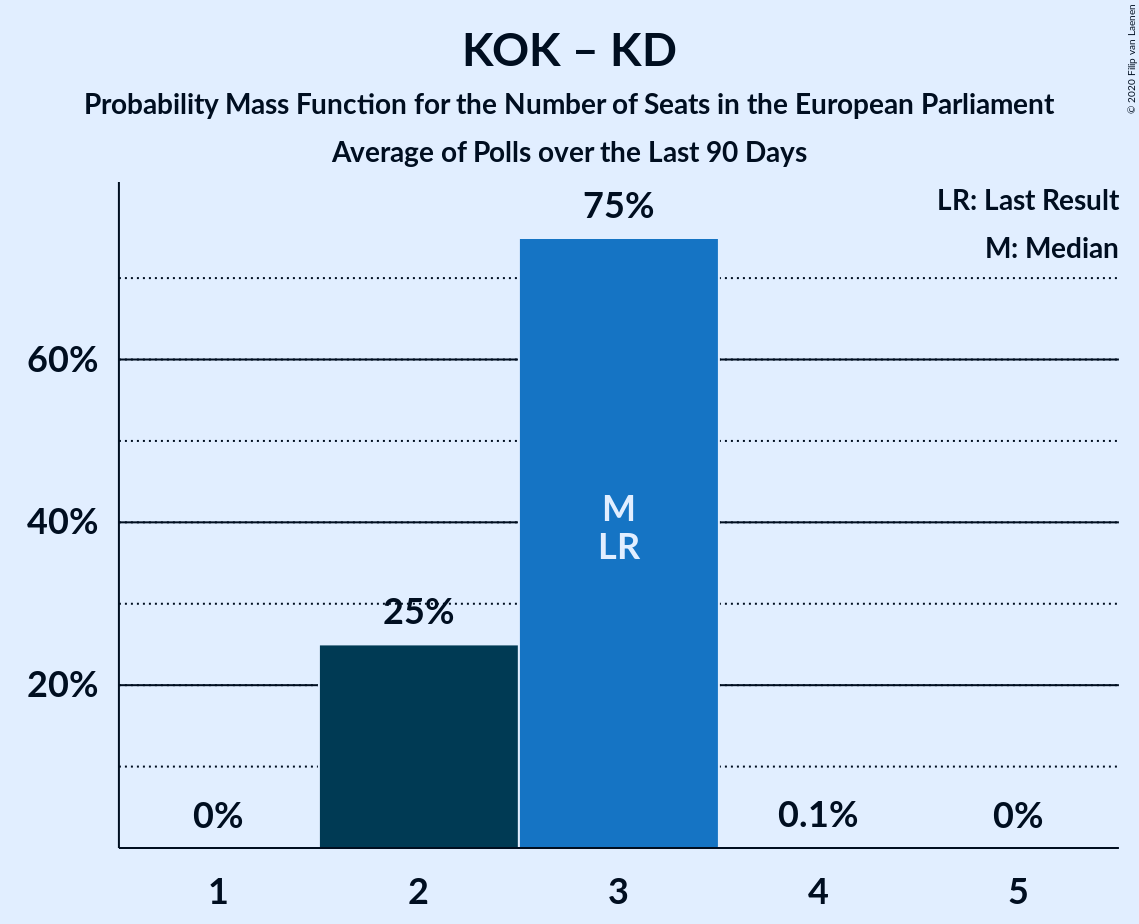 KOK – KD
Probability Mass Function for the Number of Seats in the European Parliament
Average of Polls over the Last 90 Days
© 2020 Filip van Laenen
LR: Last Result
M: Median
75%
60%
40%
20%
M
LR
25%
0%
0.1%
0%
1
2
3
4
5